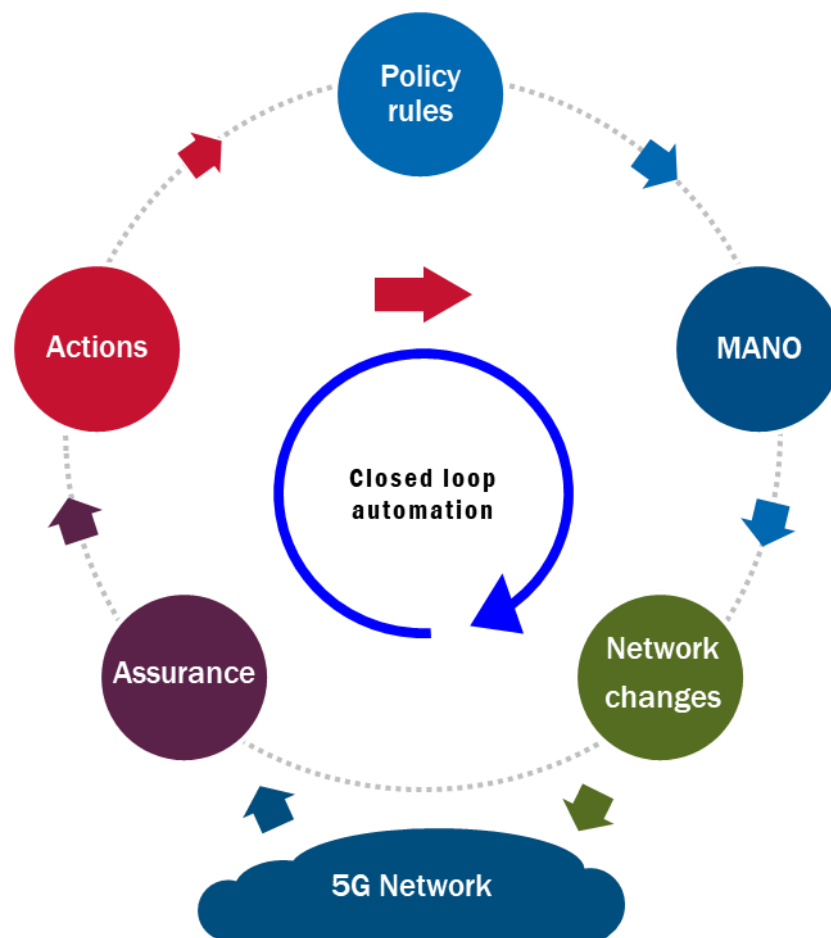 Policy
rules
Actions
MANO
Closed loop
automation
Assurance
Network
changes
5G Network